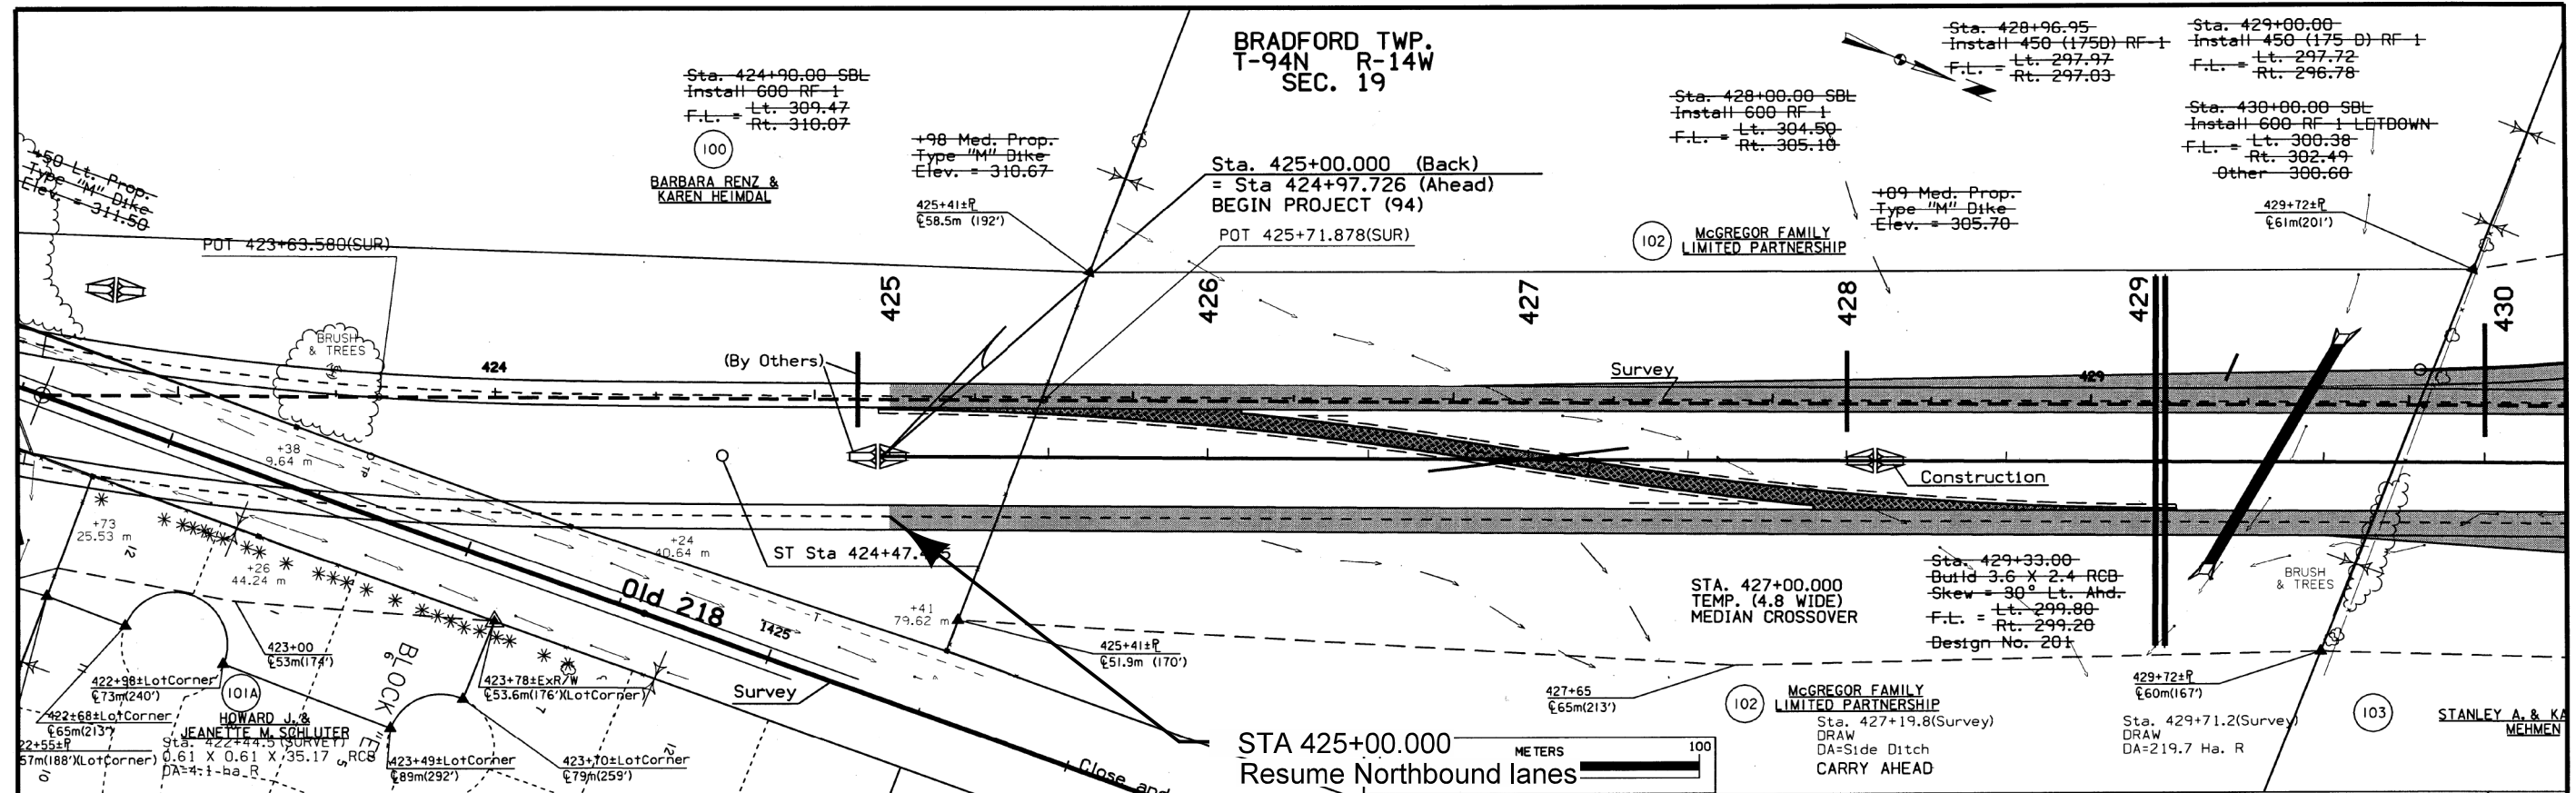 BRADFORD TWP.
T-94N R-14W
SEC. 19
Sta. 424+90.00 SBL
Install 600 RF-1
F.L. = Lt. 309.47
Rt. 310.07
100
BARBARA RENZ &
KAREN HEIMDAL
+50 Lt. Prop.
Type "M" Dike
Elev. = 311.50
+98 Med. Prop.
Type "M" Dike
Elev. = 310.67
425+41±℄
℄58.5m (192')
Sta. 425+00.000 (Back)
= Sta 424+97.726 (Ahead)
BEGIN PROJECT (94)
POT 425+71.878(SUR)
POT 423+63.580(SUR)
Sta. 428+96.95
Install 450 (175D) RF-1
F.L. = Lt. 297.97
Rt. 297.03
Sta. 429+00.00
Install 450 (175 D) RF-1
F.L. = Lt. 297.72
Rt. 296.78
Sta. 428+00.00 SBL
Install 600 RF-1
F.L. = Lt. 304.50
Rt. 305.10
Sta. 430+00.00 SBL
Install 600 RF-1 LETDOWN
F.L. = Lt. 300.38
Rt. 302.49
Other 300.60
+09 Med. Prop.
Type "M" Dike
Elev. = 305.70
102
McGREGOR FAMILY
LIMITED PARTNERSHIP
429+72±
℄61m(201')
425
426
427
428
429
430
BRUSH
& TREES
424
(By Others)
Survey
429
Construction
+38
9.64 m
TP
+73
25.53 m
12
+26
44.24 m
+24
40.64 m
ST Sta 424+47.
Old 218
1425
T
+41
79.62 m
425+41±
℄51.9m (170')
STA. 427+00.000
TEMP. (4.8 WIDE)
MEDIAN CROSSOVER
Sta. 429+33.00
Build 3.6 X 2.4 RCB
Skew = 30° Lt. Ahd.
F.L. = Lt. 299.80
Rt. 299.20
Design No. 201
BRUSH
& TREES
423+00
℄53m(174')
BLOCK
6
422+98±LotCorner
℄73m(240')
101A
423+78±ExR/W
℄53.6m(176')(LotCorner)
Survey
427+65
℄65m(213')
102
McGREGOR FAMILY
LIMITED PARTNERSHIP
429+72±
℄60m(167')
103
STANLEY A. & KA
MEHMEN
422+68±LotCorner
℄65m(213')
HOWARD J. &
JEANETTE M. SCHLUTER
22+55±
57m(188')(LotCorner)
Sta. 422+44.5(SURVEY)
0.61 X 0.61 X 35.17 RCB
DA=4.1-ha R
"E"
5
7
10
11
12
423+49±LotCorner
℄89m(292')
423+70±LotCorner
℄79m(259')
Close and
STA 425+00.000
Resume Northbound lanes
METERS
100
Sta. 427+19.8(Survey)
DRAW
DA=Side Ditch
CARRY AHEAD
Sta. 429+71.2(Survey)
DRAW
DA=219.7 Ha. R